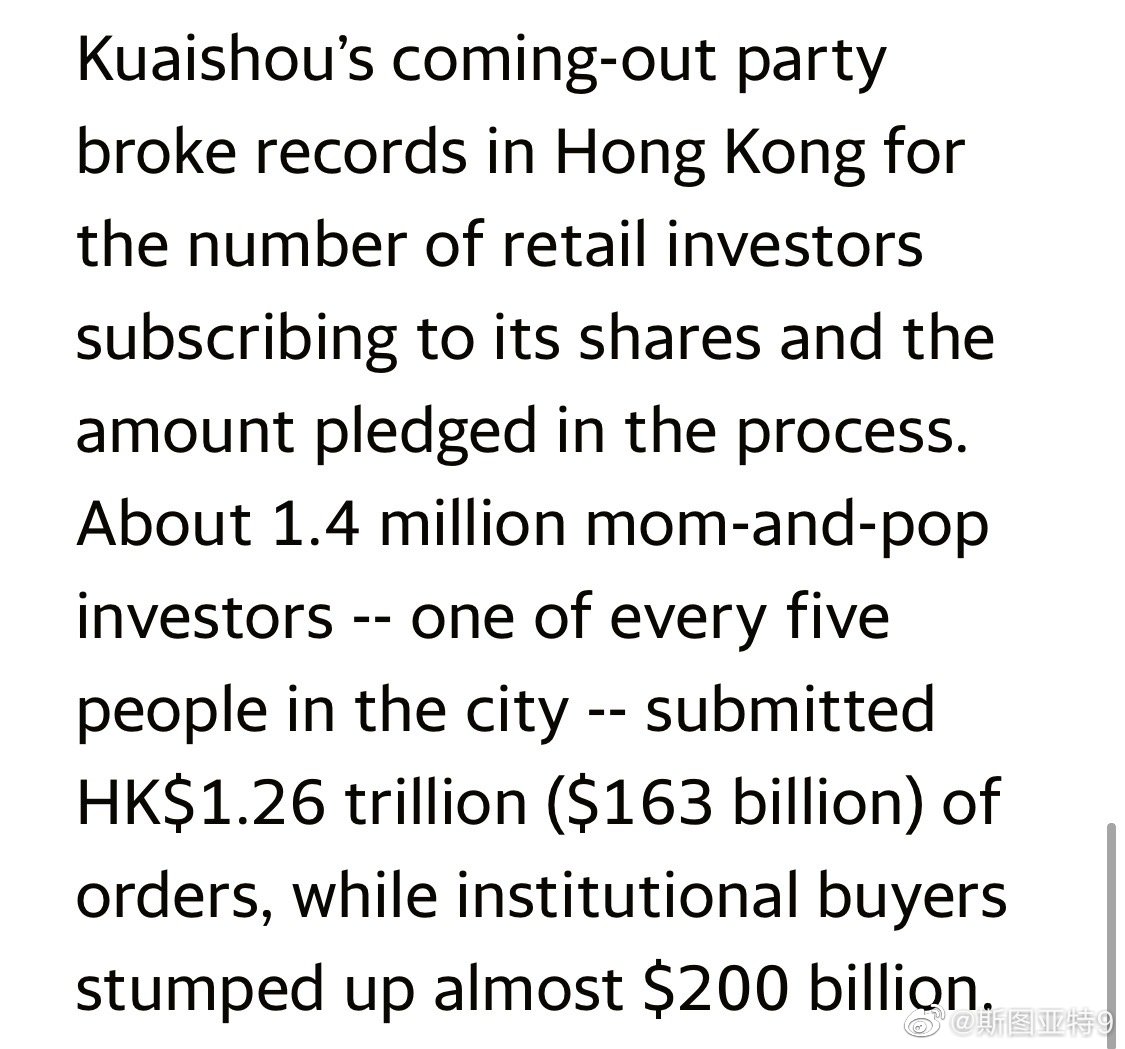 Kuaishou’s coming-out party
broke records in Hong Kong for
the number of retail investors
subscribing to its shares and the
amount pledged in the process.
About 1.4 million mom-and-pop
investors -- one of every five
people in the city -- submitted
HK$1.26 trillion ($163 billion) of
orders, while institutional buyers
stumped up almost $200 billion.
@斯图亚特9